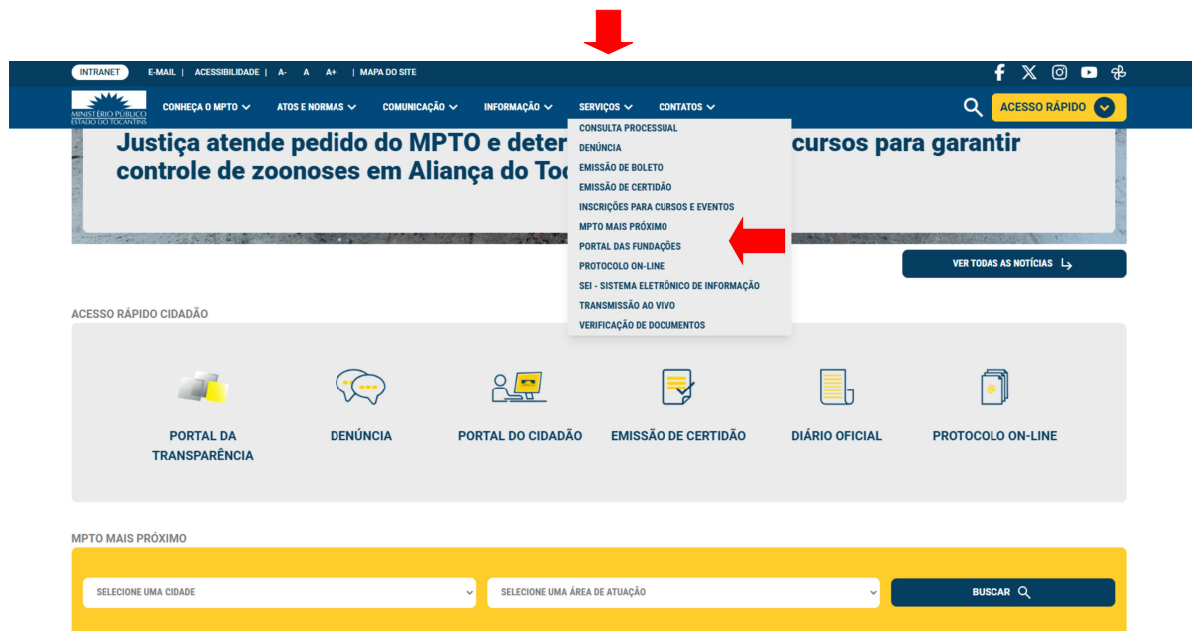 INTRANET E-MAIL | ACESSIBILIDADE | A- A A+ | MAPA DO SITE
MINISTÉRIO PÚBLICO
ESTADO DO TOCANTINS
CONHEÇA O MPTO ATOS E NORMAS COMUNICAÇÃO INFORMAÇÃO SERVIÇOS CONTATOS
ACESSO RÁPIDO
Justiça atende pedido do MPTO e deter cursos para garantir
controle de zoonoses em Aliança do Toc
CONSULTA PROCESSUAL
DENÚNCIA
EMISSÃO DE BOLETO
EMISSÃO DE CERTIDÃO
INSCRIÇÕES PARA CURSOS E EVENTOS
MPTO MAIS PRÓXIMO
PORTAL DAS FUNDAÇÕES
PROTOCOLO ON-LINE
SEI - SISTEMA ELETRÔNICO DE INFORMAÇÃO
TRANSMISSÃO AO VIVO
VERIFICAÇÃO DE DOCUMENTOS
VER TODAS AS NOTÍCIAS
ACESSO RÁPIDO CIDADÃO
PORTAL DA
TRANSPARÊNCIA
DENÚNCIA
PORTAL DO CIDADÃO
EMISSÃO DE CERTIDÃO
DIÁRIO OFICIAL
PROTOCOLO ON-LINE
MPTO MAIS PRÓXIMO
SELECIONE UMA CIDADE
SELECIONE UMA ÁREA DE ATUAÇÃO
BUSCAR